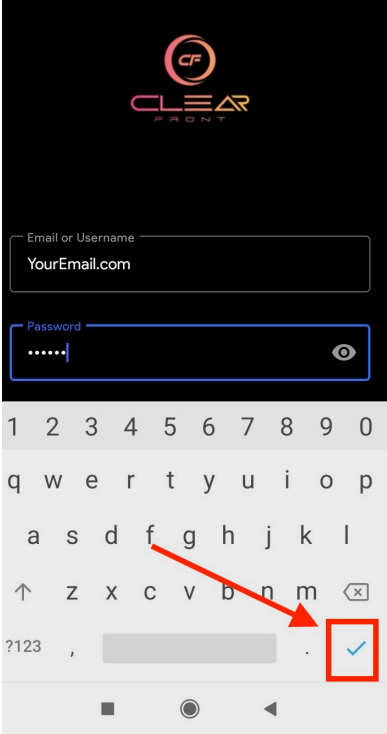 CF
CLEAR
FRONT
Email or Username
YourEmail.com
Password
••••••
1 2 3 4 5 6 7 8 9 0
q w e r t y u i o p
a s d f g h j k l
z x c v b n m
?123 , .